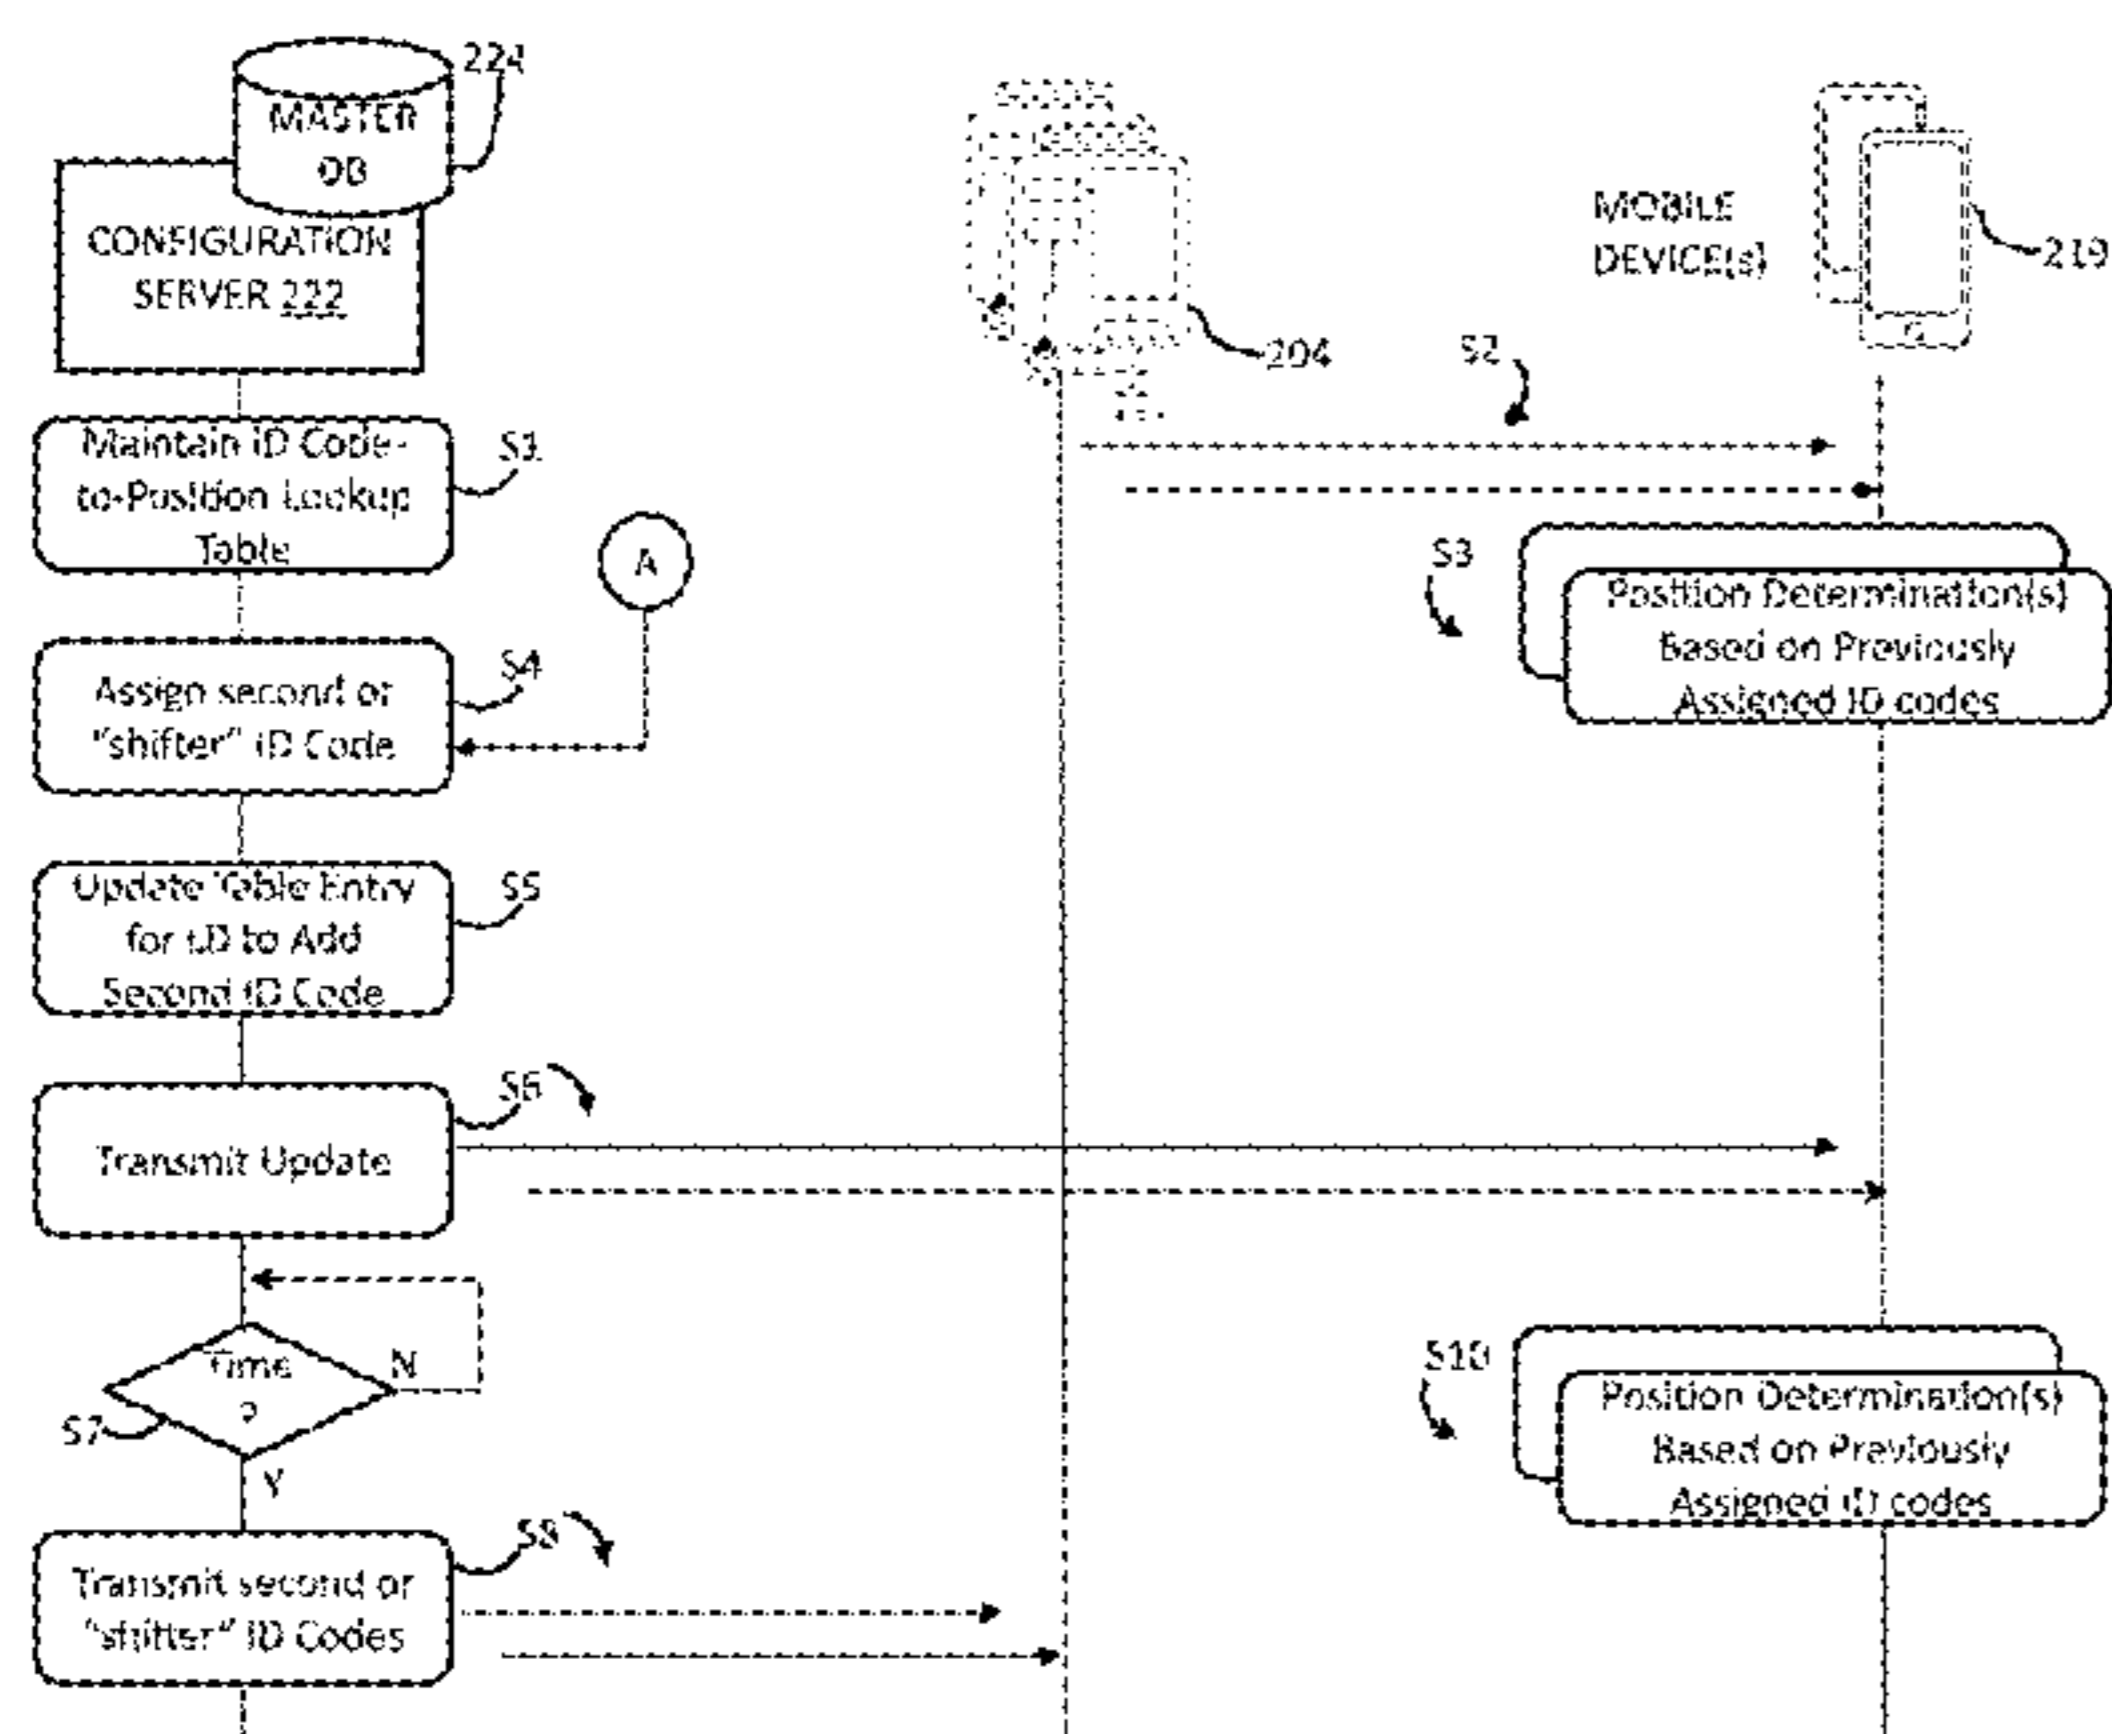 224
MASTER
DB
CONFIGURATION
SERVER 222
204
MOBILE
DEVICE(s)
219
S2
Maintain ID Code-
to-Position Lookup
Table
S1
A
S3
Position Determination(s)
Based on Previously
Assigned ID codes
Assign second or
"shifter" ID Code
S4
Update Table Entry
for LD to Add
Second ID Code
S5
Transmit Update
S6
Time
?
N
S7
Y
S10
Position Determination(s)
Based on Previously
Assigned ID codes
Transmit second or
"shifter" ID Codes
S8